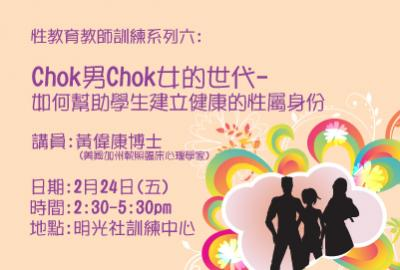 性教育教師訓練系列六:
Chok男Chok女的世代-
如何幫助學生建立健康的性屬身份
講員:黃偉康博士
(美國加州執照臨床心理學家)
日期:2月24日(五)
時間:2:30-5:30pm
地點:明光社訓練中心